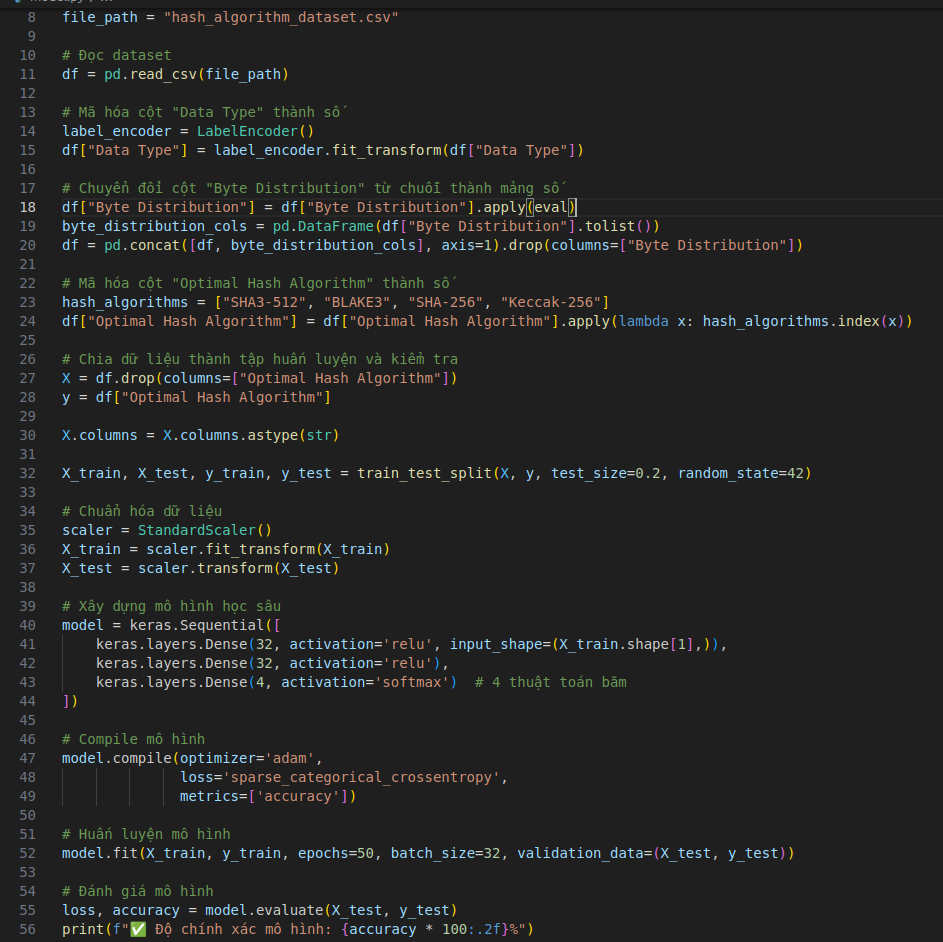 8 file_path = "hash_algorithm_dataset.csv"
9
10 # Đọc dataset
11 df = pd.read_csv(file_path)
12
13 # Mã hóa cột "Data Type" thành số
14 label_encoder = LabelEncoder()
15 df["Data Type"] = label_encoder.fit_transform(df["Data Type"])
16
17 # Chuyển đổi cột "Byte Distribution" từ chuỗi thành mảng số
18 df["Byte Distribution"] = df["Byte Distribution"].apply(eval)
19 byte_distribution_cols = pd.DataFrame(df["Byte Distribution"].tolist())
20 df = pd.concat([df, byte_distribution_cols], axis=1).drop(columns=["Byte Distribution"])
21
22 # Mã hóa cột "Optimal Hash Algorithm" thành số
23 hash_algorithms = ["SHA3-512", "BLAKE3", "SHA-256", "Keccak-256"]
24 df["Optimal Hash Algorithm"] = df["Optimal Hash Algorithm"].apply(lambda x: hash_algorithms.index(x))
25
26 # Chia dữ liệu thành tập huấn luyện và kiểm tra
27 X = df.drop(columns=["Optimal Hash Algorithm"])
28 y = df["Optimal Hash Algorithm"]
29
30 X.columns = X.columns.astype(str)
31
32 X_train, X_test, y_train, y_test = train_test_split(X, y, test_size=0.2, random_state=42)
33
34 # Chuẩn hóa dữ liệu
35 scaler = StandardScaler()
36 X_train = scaler.fit_transform(X_train)
37 X_test = scaler.transform(X_test)
38
39 # Xây dựng mô hình học sâu
40 model = keras.Sequential([
41     keras.layers.Dense(32, activation='relu', input_shape=(X_train.shape[1],)),
42     keras.layers.Dense(32, activation='relu'),
43     keras.layers.Dense(4, activation='softmax')  # 4 thuật toán băm
44 ])
45
46 # Compile mô hình
47 model.compile(optimizer='adam',
48               loss='sparse_categorical_crossentropy',
49               metrics=['accuracy'])
50
51 # Huấn luyện mô hình
52 model.fit(X_train, y_train, epochs=50, batch_size=32, validation_data=(X_test, y_test))
53
54 # Đánh giá mô hình
55 loss, accuracy = model.evaluate(X_test, y_test)
56 print(f"✅ Độ chính xác mô hình: {accuracy * 100:.2f}%")